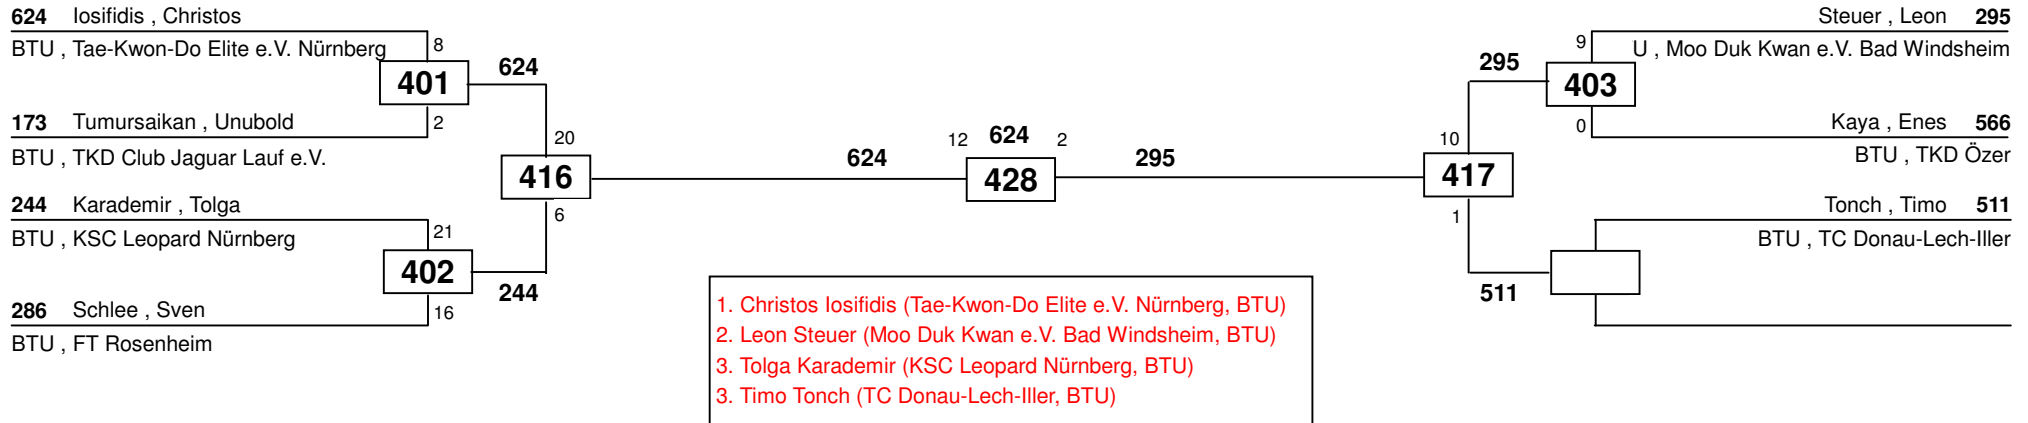 624 Iosifidis , Christos
BTU , Tae-Kwon-Do Elite e.V. Nürnberg
8
401
624
173 Tumursaikan , Unubold
2
BTU , TKD Club Jaguar Lauf e.V.
20
416
624
6
244 Karademir , Tolga
BTU , KSC Leopard Nürnberg
21
402
244
286 Schlee , Sven
16
BTU , FT Rosenheim
12 624 2
428
295
Steuer , Leon 295
9
U , Moo Duk Kwan e.V. Bad Windsheim
295
403
Kaya , Enes 566
0
BTU , TKD Özer
10
417
1
Tonch , Timo 511
BTU , TC Donau-Lech-Iller
511
1. Christos Iosifidis (Tae-Kwon-Do Elite e.V. Nürnberg, BTU)
2. Leon Steuer (Moo Duk Kwan e.V. Bad Windsheim, BTU)
3. Tolga Karademir (KSC Leopard Nürnberg, BTU)
3. Timo Tonch (TC Donau-Lech-Iller, BTU)